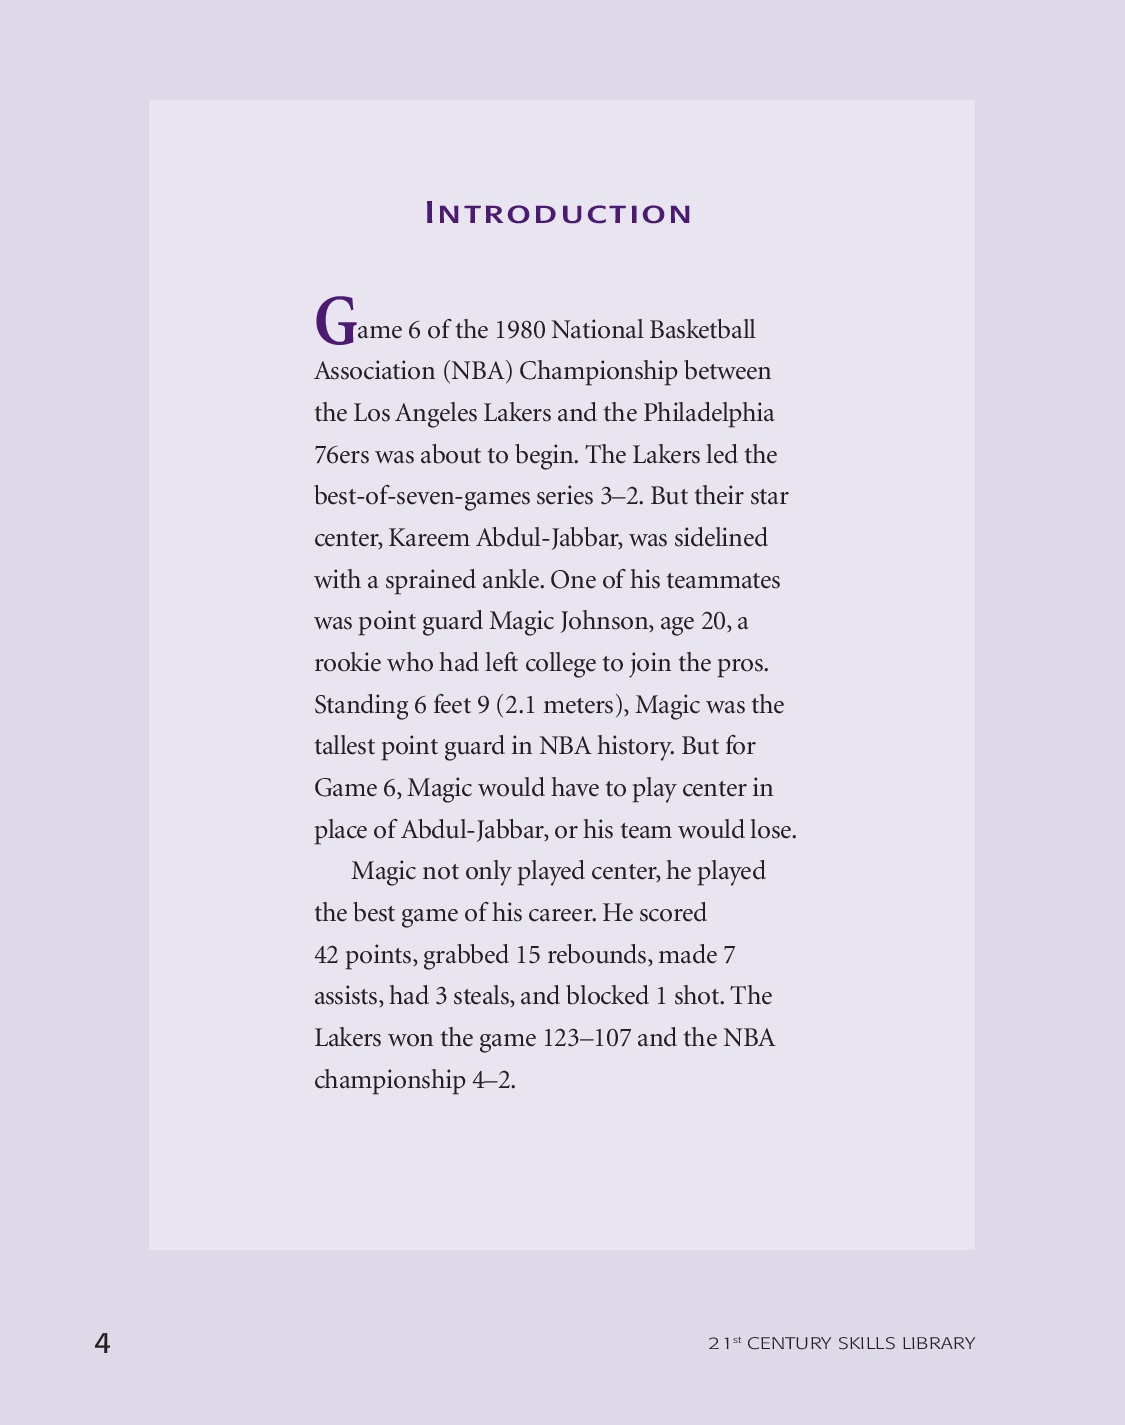 INTRODUCTION
Game 6 of the 1980 National Basketball
Association (NBA) Championship between
the Los Angeles Lakers and the Philadelphia
76ers was about to begin. The Lakers led the
best-of-seven-games series 3–2. But their star
center, Kareem Abdul-Jabbar, was sidelined
with a sprained ankle. One of his teammates
was point guard Magic Johnson, age 20, a
rookie who had left college to join the pros.
Standing 6 feet 9 (2.1 meters), Magic was the
tallest point guard in NBA history. But for
Game 6, Magic would have to play center in
place of Abdul-Jabbar, or his team would lose.
Magic not only played center, he played
the best game of his career. He scored
42 points, grabbed 15 rebounds, made 7
assists, had 3 steals, and blocked 1 shot. The
Lakers won the game 123–107 and the NBA
championship 4–2.
4
21st CENTURY SKILLS LIBRARY